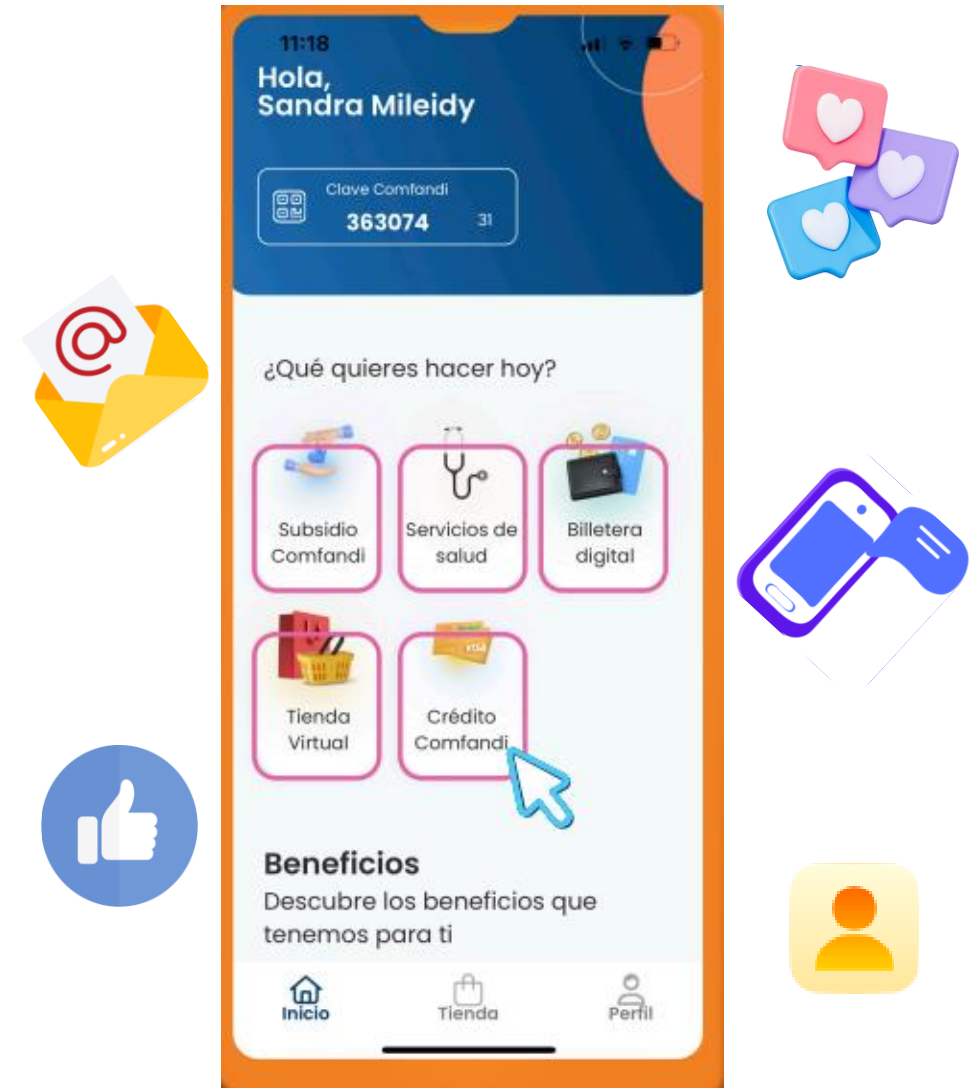 11:18
Hola,
Sandra Mileidy
Clave Comfandi
363074 31
¿Qué quieres hacer hoy?
Subsidio
Comfandi
Servicios de
salud
Billetera
digital
VISA
Tienda
Virtual
Crédito
Comfandi
Beneficios
Descubre los beneficios que
tenemos para ti
Inicio
Tienda
Perfil
@